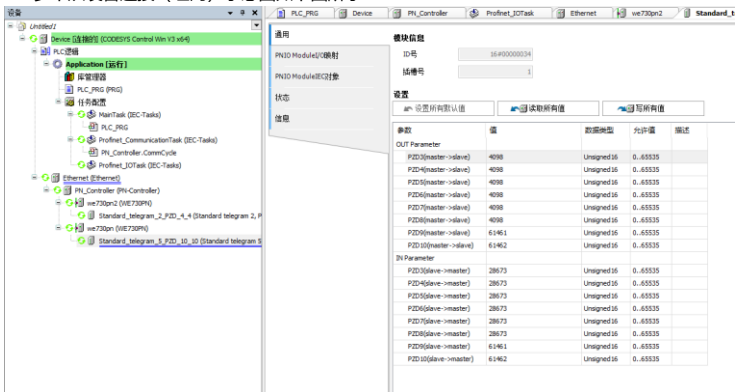 设备
Untitled1
Device [连接的] (CODESYS Control Win V3 x64)
PLC逻辑
Application [运行]
库管理器
PLC_PRG (PRG)
任务配置
MainTask (IEC-Tasks)
PLC_PRG
Profinet_CommunicationTask (IEC-Tasks)
PN_Controller.CommCycle
Profinet_IOTask (IEC-Tasks)
Ethernet (Ethernet)
PN_Controller (PN-Controller)
we730pn2 (WE730PN)
Standard_telegram_2_PZD_4_4 (Standard telegram 2, P
we730pn (WE730PN)
Standard_telegram_5_PZD_10_10 (Standard telegram 5
PLC_PRG Device PN_Controller Profinet_IOTask Ethernet we730pn2 Standard_t
通用
PNIO ModuleI/O映射
PNIO ModuleIEC对象
状态
信息
模块信息
ID号 16#00000034
插槽号 1
设置
设置所有默认值 读取所有值 写所有值
参数 值 数据类型 允许值 描述
OUT Parameter
PZD3(master->slave) 4098 Unsigned16 0..65535
PZD4(master->slave) 4098 Unsigned16 0..65535
PZD5(master->slave) 4098 Unsigned16 0..65535
PZD6(master->slave) 4098 Unsigned16 0..65535
PZD7(master->slave) 4098 Unsigned16 0..65535
PZD8(master->slave) 4098 Unsigned16 0..65535
PZD9(master->slave) 61461 Unsigned16 0..65535
PZD10(master->slave) 61462 Unsigned16 0..65535
IN Parameter
PZD3(slave->master) 28673 Unsigned16 0..65535
PZD4(slave->master) 28673 Unsigned16 0..65535
PZD5(slave->master) 28673 Unsigned16 0..65535
PZD6(slave->master) 28673 Unsigned16 0..65535
PZD7(slave->master) 28673 Unsigned16 0..65535
PZD8(slave->master) 28673 Unsigned16 0..65535
PZD9(slave->master) 61461 Unsigned16 0..65535
PZD10(slave->master) 61462 Unsigned16 0..65535